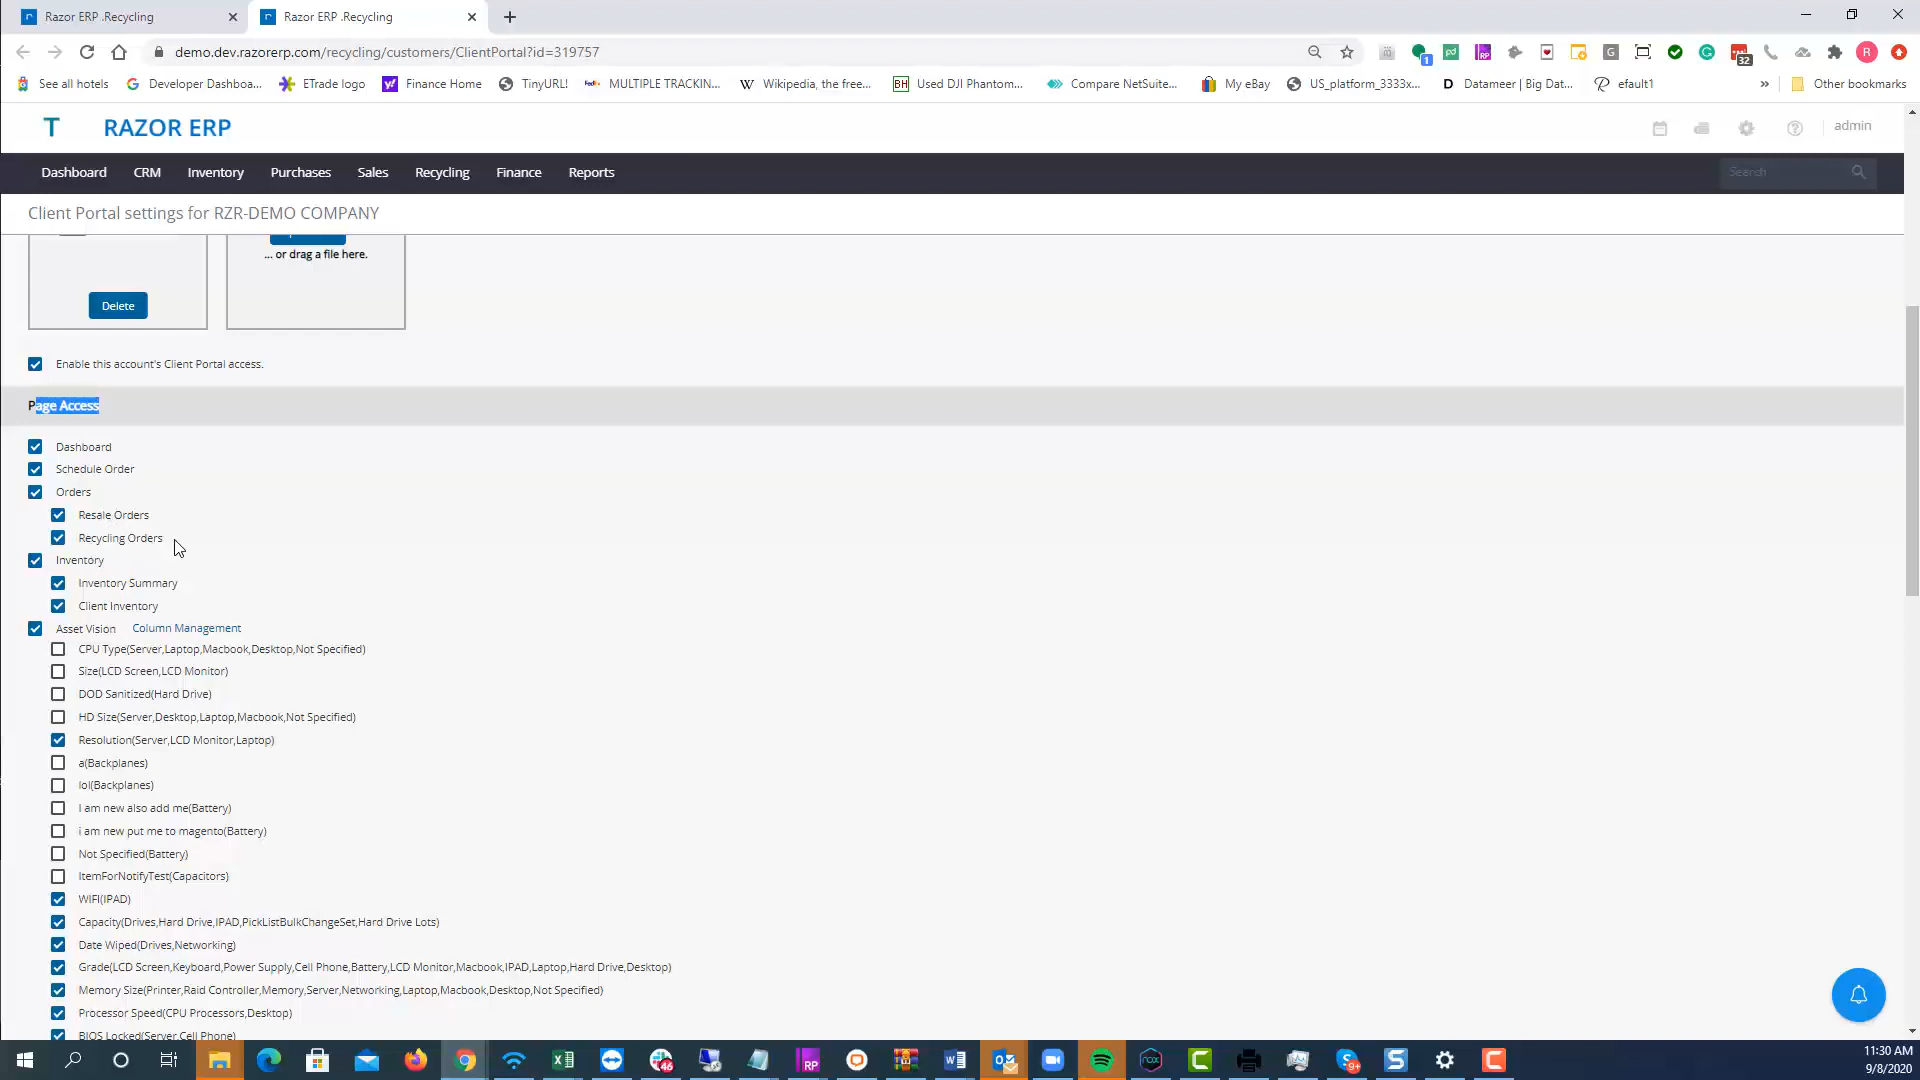 Razor ERP .Recycling
Razor ERP .Recycling
demo.dev.razorerp.com/recycling/customers/ClientPortal?id=319757
See all hotels
Developer Dashboa...
ETrade logo
Finance Home
TinyURL!
MULTIPLE TRACKIN...
Wikipedia, the free...
BH Used DJI Phantom...
Compare NetSuite...
My eBay
US_platform_3333x...
D Datameer | Big Dat...
efault1
»
Other bookmarks
T
RAZOR ERP
admin
Dashboard
CRM
Inventory
Purchases
Sales
Recycling
Finance
Reports
Search
Client Portal settings for RZR-DEMO COMPANY
... or drag a file here.
Delete
Enable this account's Client Portal access.
Page Access
Dashboard
Schedule Order
Orders
Resale Orders
Recycling Orders
Inventory
Inventory Summary
Client Inventory
Asset Vision Column Management
CPU Type(Server,Laptop,Macbook,Desktop,Not Specified)
Size(LCD Screen,LCD Monitor)
DOD Sanitized(Hard Drive)
HD Size(Server,Desktop,Laptop,Macbook,Not Specified)
Resolution(Server,LCD Monitor,Laptop)
a(Backplanes)
lol(Backplanes)
I am new also add me(Battery)
i am new put me to magento(Battery)
Not Specified(Battery)
ItemForNotifyTest(Capacitors)
WIFI(IPAD)
Capacity(Drives,Hard Drive,IPAD,PickListBulkChangeSet,Hard Drive Lots)
Date Wiped(Drives,Networking)
Grade(LCD Screen,Keyboard,Power Supply,Cell Phone,Battery,LCD Monitor,Macbook,IPAD,Laptop,Hard Drive,Desktop)
Memory Size(Printer,Raid Controller,Memory,Server,Networking,Laptop,Macbook,Desktop,Not Specified)
Processor Speed(CPU Processors,Desktop)
BIOS Locked(Server,Cell Phone)
11:30 AM
9/8/2020